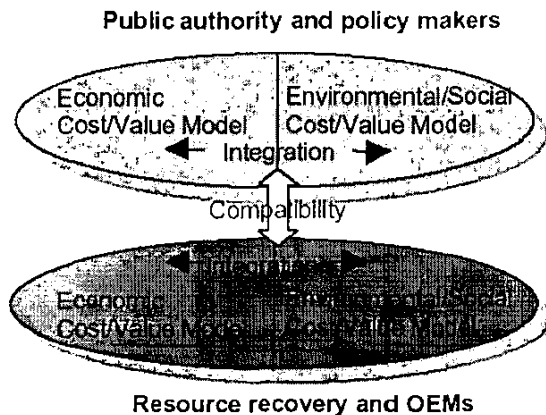 Public authority and policy makers
Economic
Cost/Value Model
Environmental/Social
Cost/Value Model
Integration
Compatibility
Integration
Economic
Cost/Value Model
Environmental/Social
Cost/Value Model
Resource recovery and OEMs